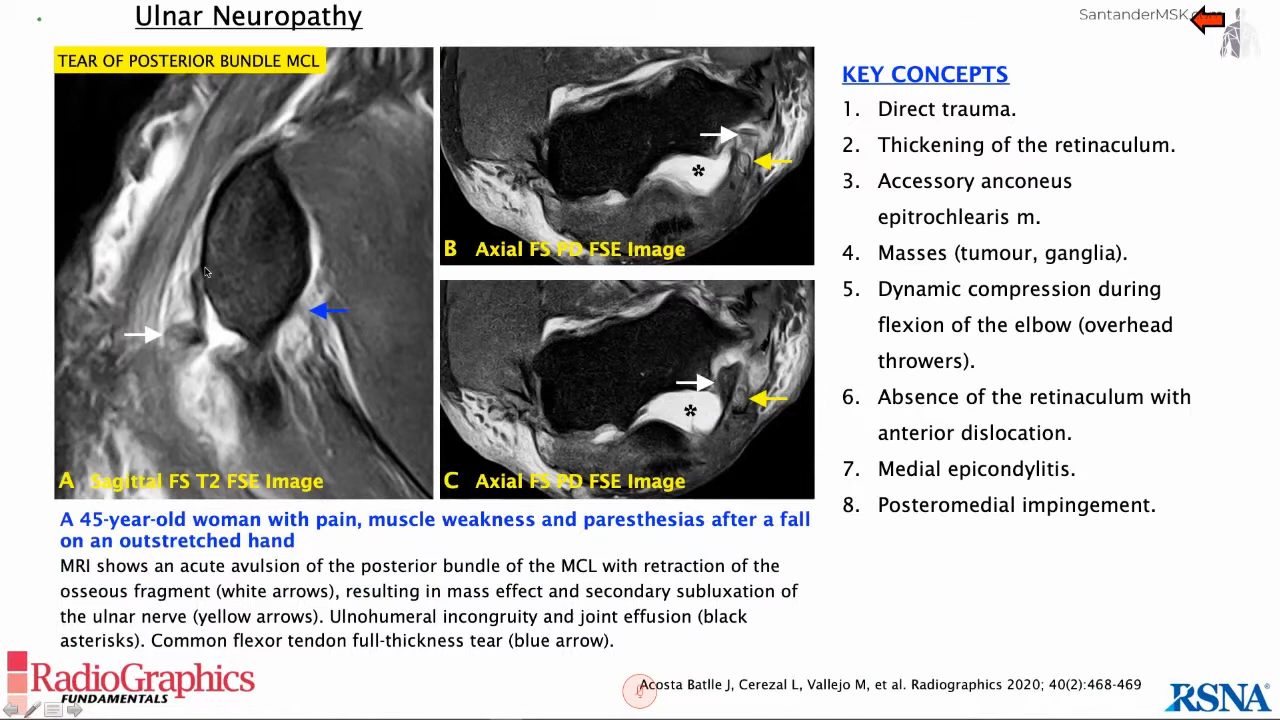 Ulnar Neuropathy
SantanderMSK.com
TEAR OF POSTERIOR BUNDLE MCL
A Sagittal FS T2 FSE Image
B Axial FS PD FSE Image
*
C Axial FS PD FSE Image
*
KEY CONCEPTS
1. Direct trauma.
2. Thickening of the retinaculum.
3. Accessory anconeus
epitrochlearis m.
4. Masses (tumour, ganglia).
5. Dynamic compression during
flexion of the elbow (overhead
throwers).
6. Absence of the retinaculum with
anterior dislocation.
7. Medial epicondylitis.
8. Posteromedial impingement.
A 45-year-old woman with pain, muscle weakness and paresthesias after a fall
on an outstretched hand
MRI shows an acute avulsion of the posterior bundle of the MCL with retraction of the
osseous fragment (white arrows), resulting in mass effect and secondary subluxation of
the ulnar nerve (yellow arrows). Ulnohumeral incongruity and joint effusion (black
asterisks). Common flexor tendon full-thickness tear (blue arrow).
RadioGraphics
FUNDAMENTALS
Acosta Batlle J, Cerezal L, Vallejo M, et al. Radiographics 2020; 40(2):468-469
RSNA®